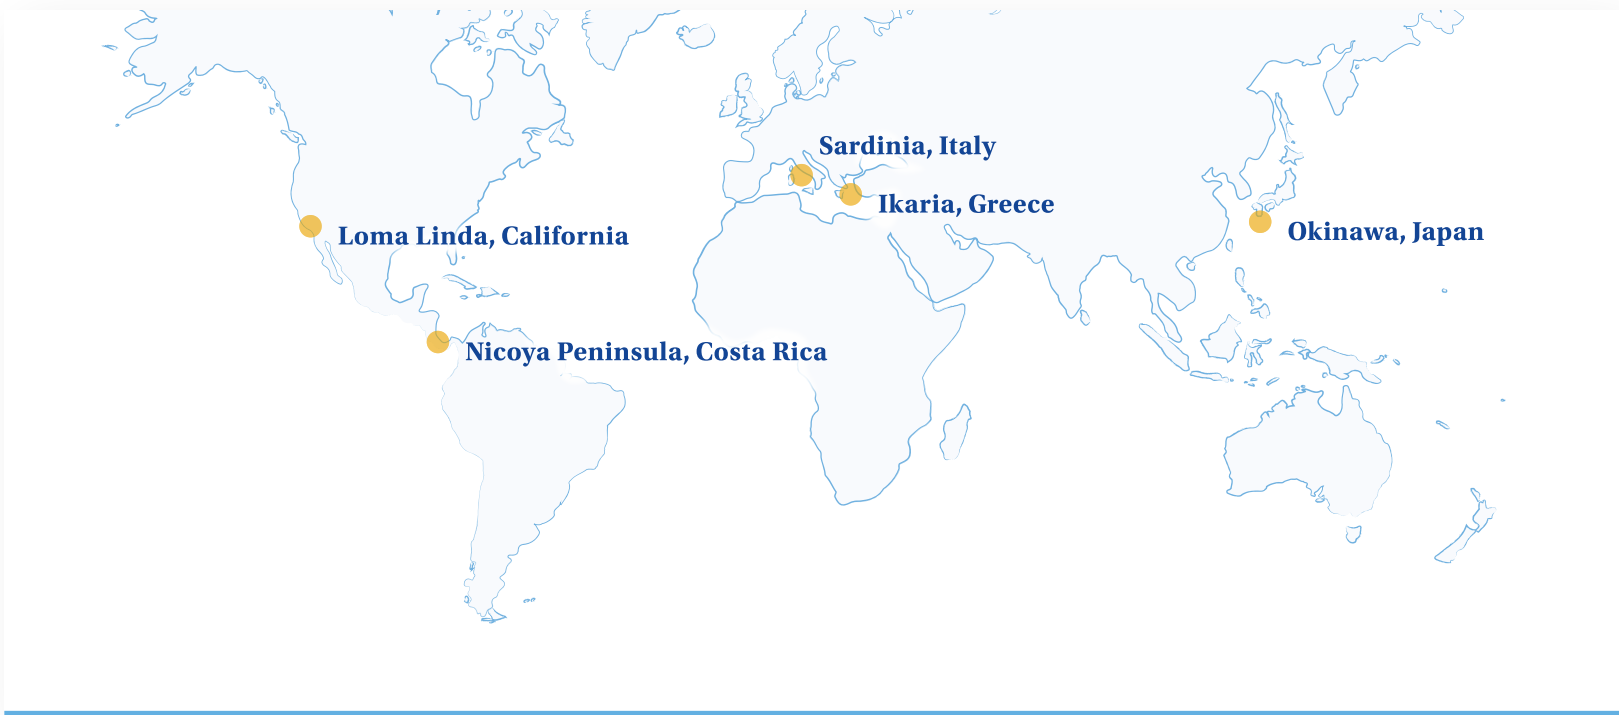 Sardinia, Italy
Ikaria, Greece
Okinawa, Japan
Loma Linda, California
Nicoya Peninsula, Costa Rica